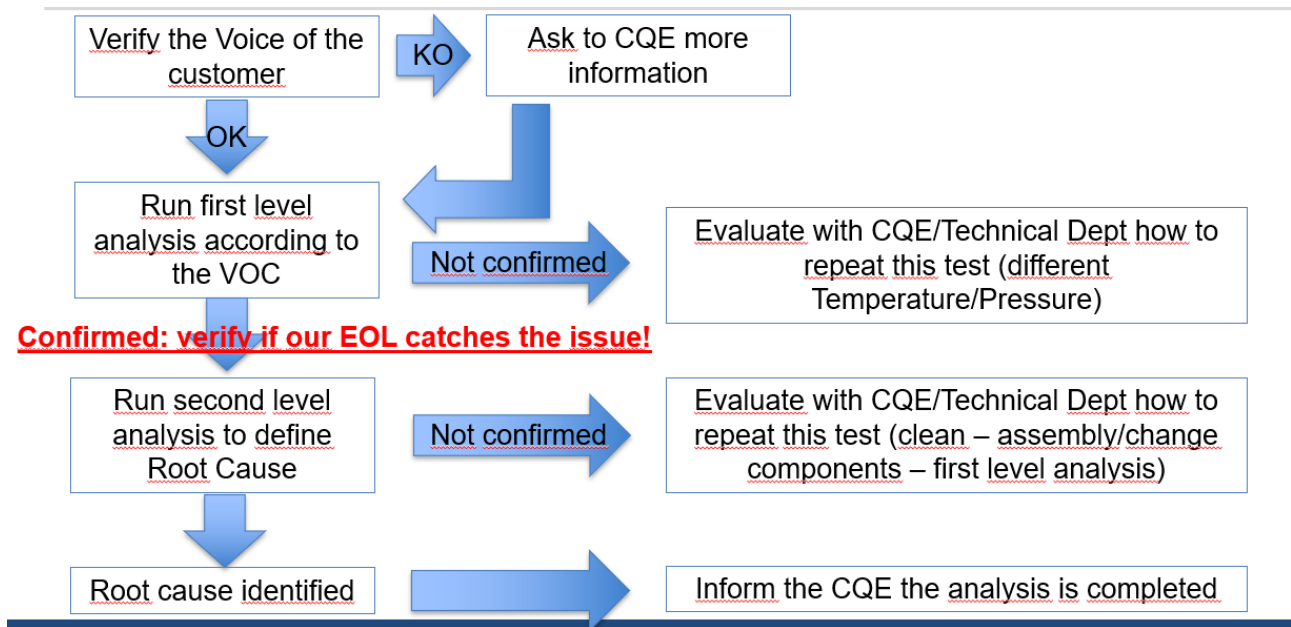 Verify the Voice of the
customer
KO
Ask to CQE more
information
OK
Run first level
analysis according to
the VOC
Not confirmed
Evaluate with CQE/Technical Dept how to
repeat this test (different
Temperature/Pressure)
Confirmed: verify if our EOL catches the issue!
Run second level
analysis to define
Root Cause
Not confirmed
Evaluate with CQE/Technical Dept how to
repeat this test (clean – assembly/change
components – first level analysis)
Root cause identified
Inform the CQE the analysis is completed